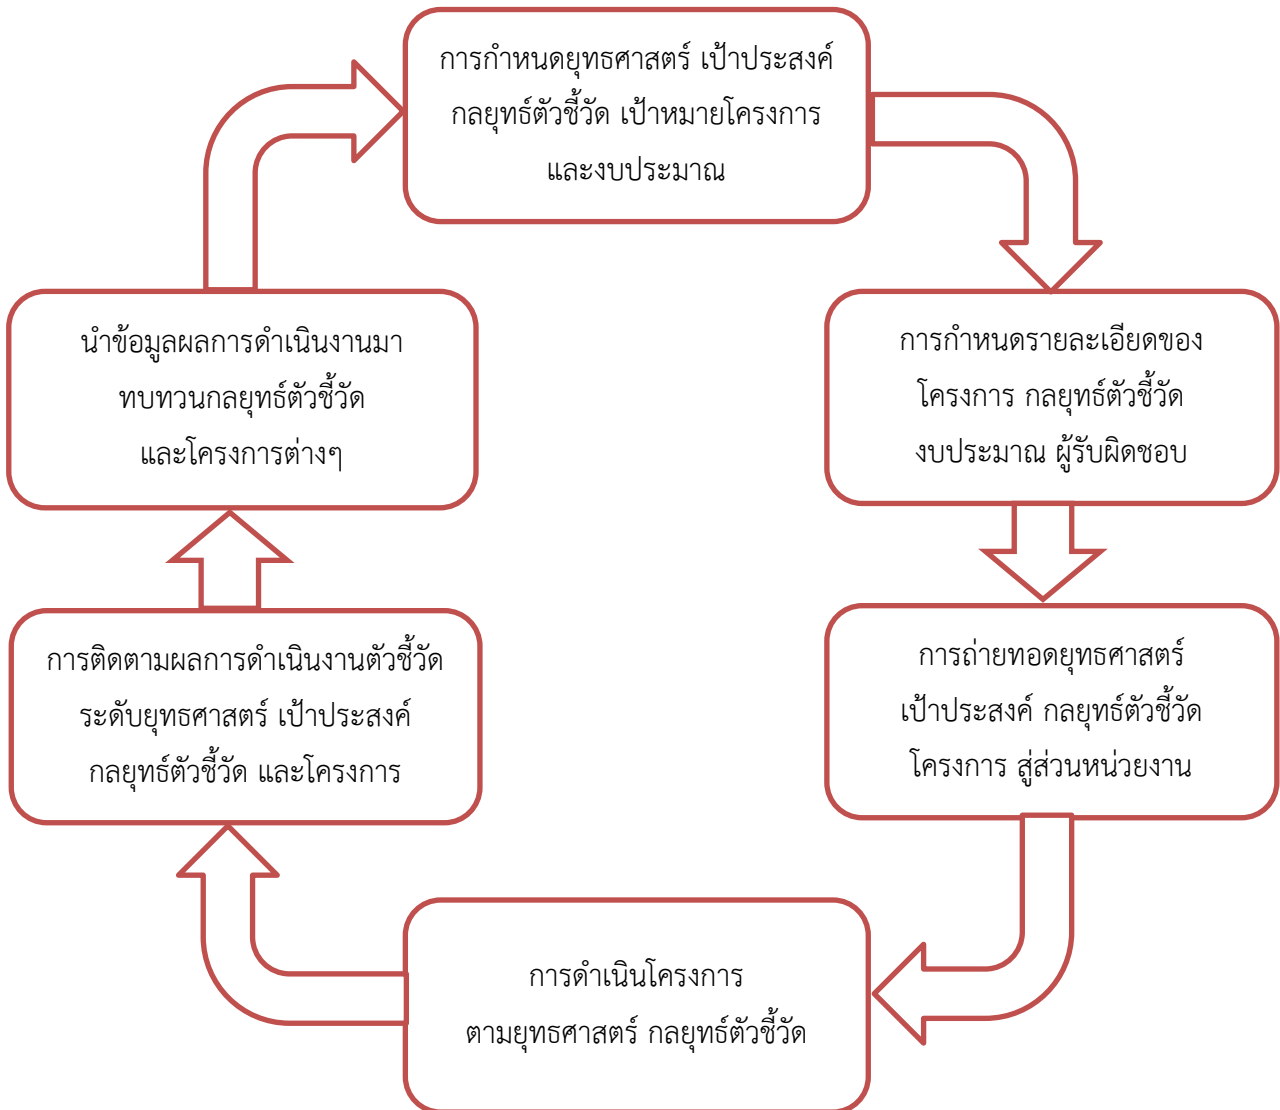 การกำหนดยุทธศาสตร์ เป้าประสงค์
กลยุทธ์ตัวชี้วัด เป้าหมายโครงการ
และงบประมาณ
การกำหนดรายละเอียดของ
โครงการ กลยุทธ์ตัวชี้วัด
งบประมาณ ผู้รับผิดชอบ
การถ่ายทอดยุทธศาสตร์
เป้าประสงค์ กลยุทธ์ตัวชี้วัด
โครงการ สู่ส่วนหน่วยงาน
การดำเนินโครงการ
ตามยุทธศาสตร์ กลยุทธ์ตัวชี้วัด
การติดตามผลการดำเนินงานตัวชี้วัด
ระดับยุทธศาสตร์ เป้าประสงค์
กลยุทธ์ตัวชี้วัด และโครงการ
นำข้อมูลผลการดำเนินงานมา
ทบทวนกลยุทธ์ตัวชี้วัด
และโครงการต่างๆ